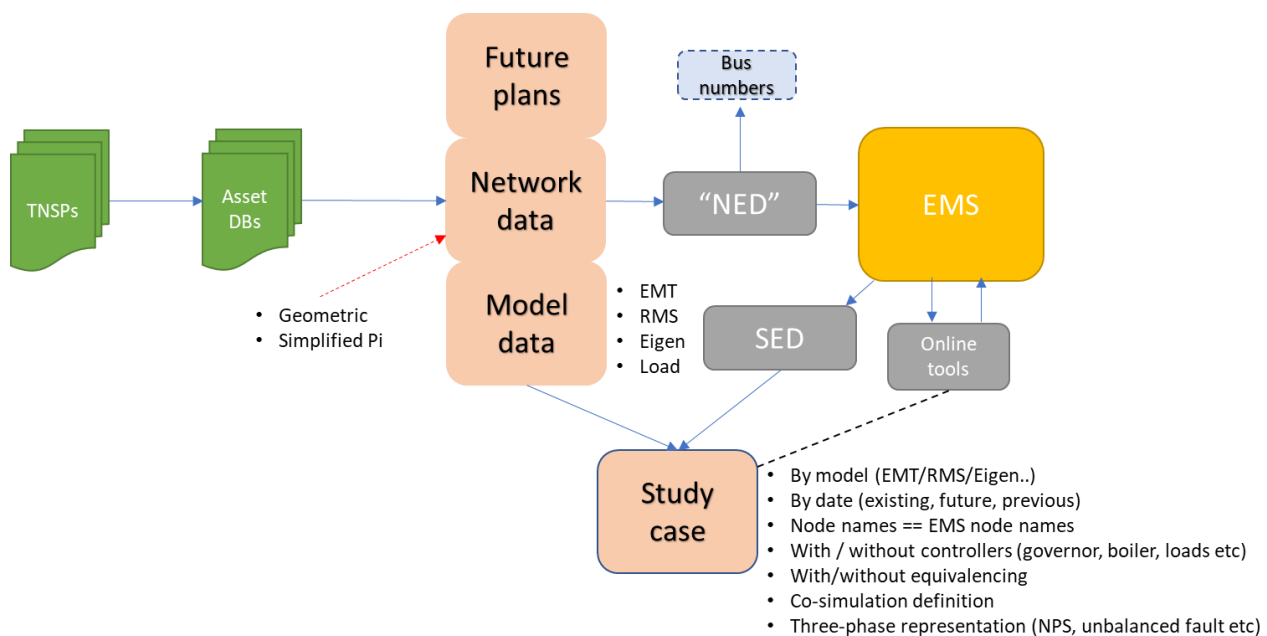 Future
plans
Bus
numbers
TNSPs
Asset
DBs
Network
data
“NED”
EMS
• Geometric
• Simplified Pi
Model
data
• EMT
• RMS
• Eigen
• Load
SED
Online
tools
Study
case
• By model (EMT/RMS/Eigen..)
• By date (existing, future, previous)
• Node names == EMS node names
• With / without controllers (governor, boiler, loads etc)
• With/without equivalencing
• Co-simulation definition
• Three-phase representation (NPS, unbalanced fault etc)